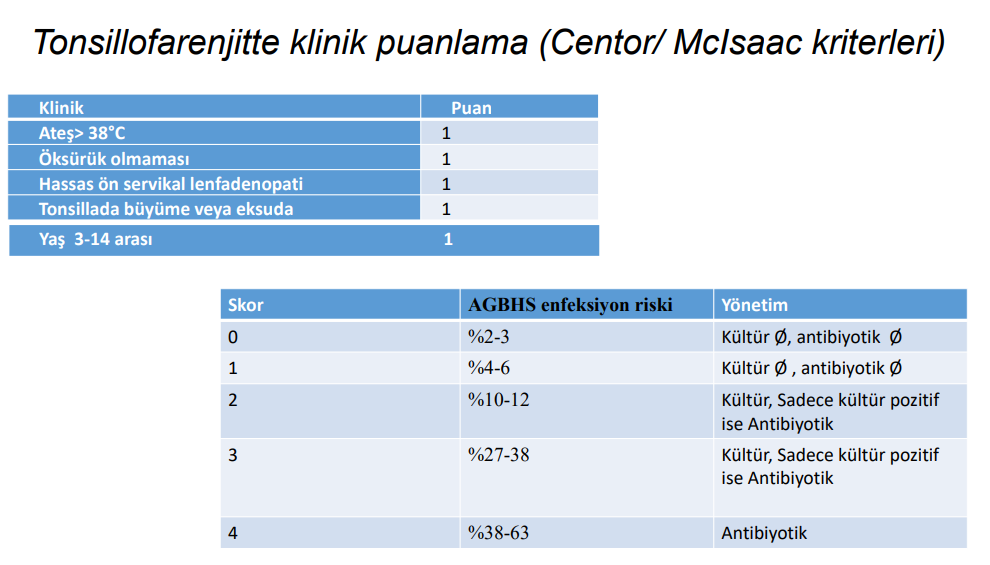 Tonsillofarenjitte klinik puanlama (Centor/ McIsaac kriterleri)
Klinik Puan
Ateş> 38°C 1
Öksürük olmaması 1
Hassas ön servikal lenfadenopati 1
Tonsillada büyüme veya eksuda 1
Yaş 3-14 arası 1
Skor AGBHS enfeksiyon riski Yönetim
0 %2-3 Kültür Ø, antibiyotik Ø
1 %4-6 Kültür Ø , antibiyotik Ø
2 %10-12 Kültür, Sadece kültür pozitif
ise Antibiyotik
3 %27-38 Kültür, Sadece kültür pozitif
ise Antibiyotik
4 %38-63 Antibiyotik